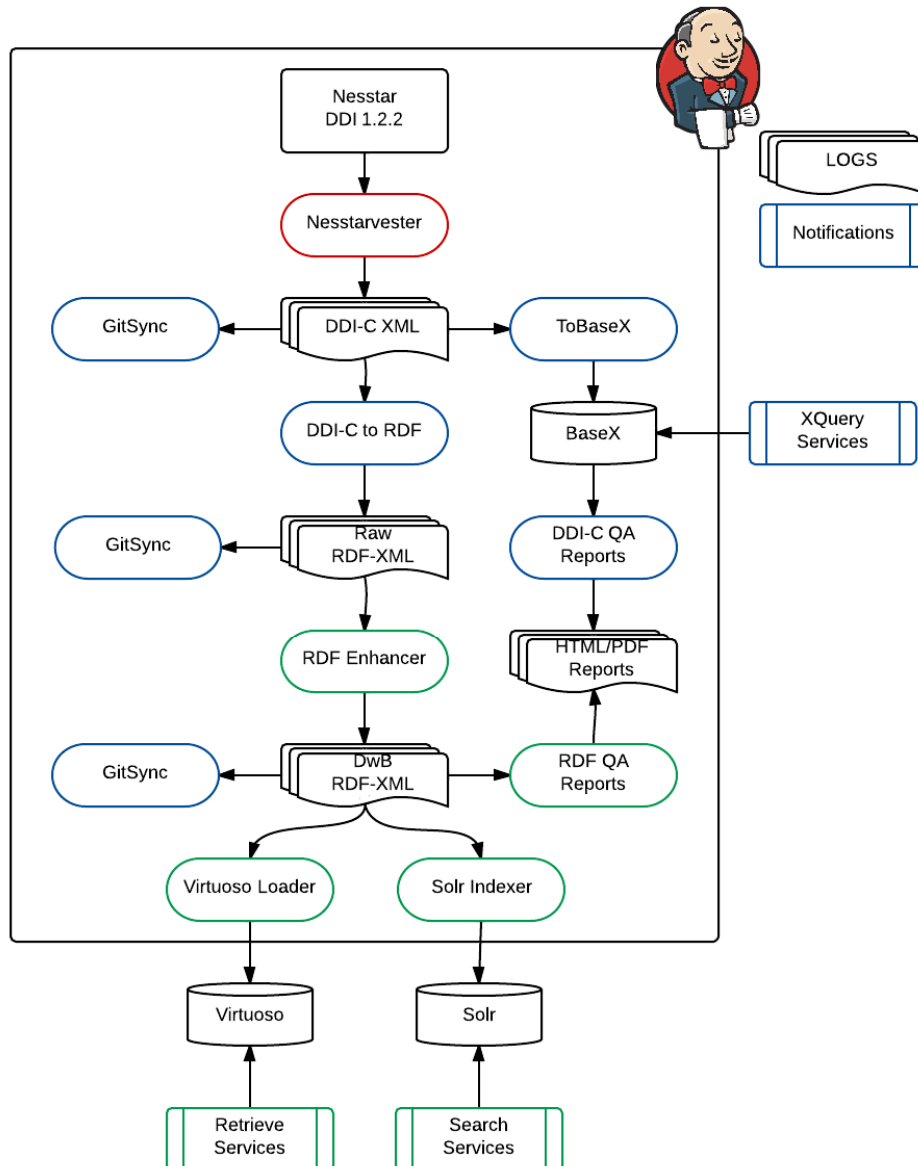 Nesstar
DDI 1.2.2
LOGS
Nesstarvester
Notifications
GitSync
DDI-C XML
ToBaseX
DDI-C to RDF
BaseX
XQuery
Services
GitSync
Raw
RDF-XML
DDI-C QA
Reports
RDF Enhancer
HTML/PDF
Reports
GitSync
DwB
RDF-XML
RDF QA
Reports
Virtuoso Loader
Solr Indexer
Virtuoso
Solr
Retrieve
Services
Search
Services